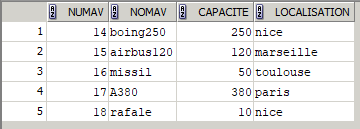 NUMAV NOMAV CAPACITE LOCALISATION
1 14 boing250 250 nice
2 15 airbus120 120 marseille
3 16 missil 50 toulouse
4 17 A380 380 paris
5 18 rafale 10 nice